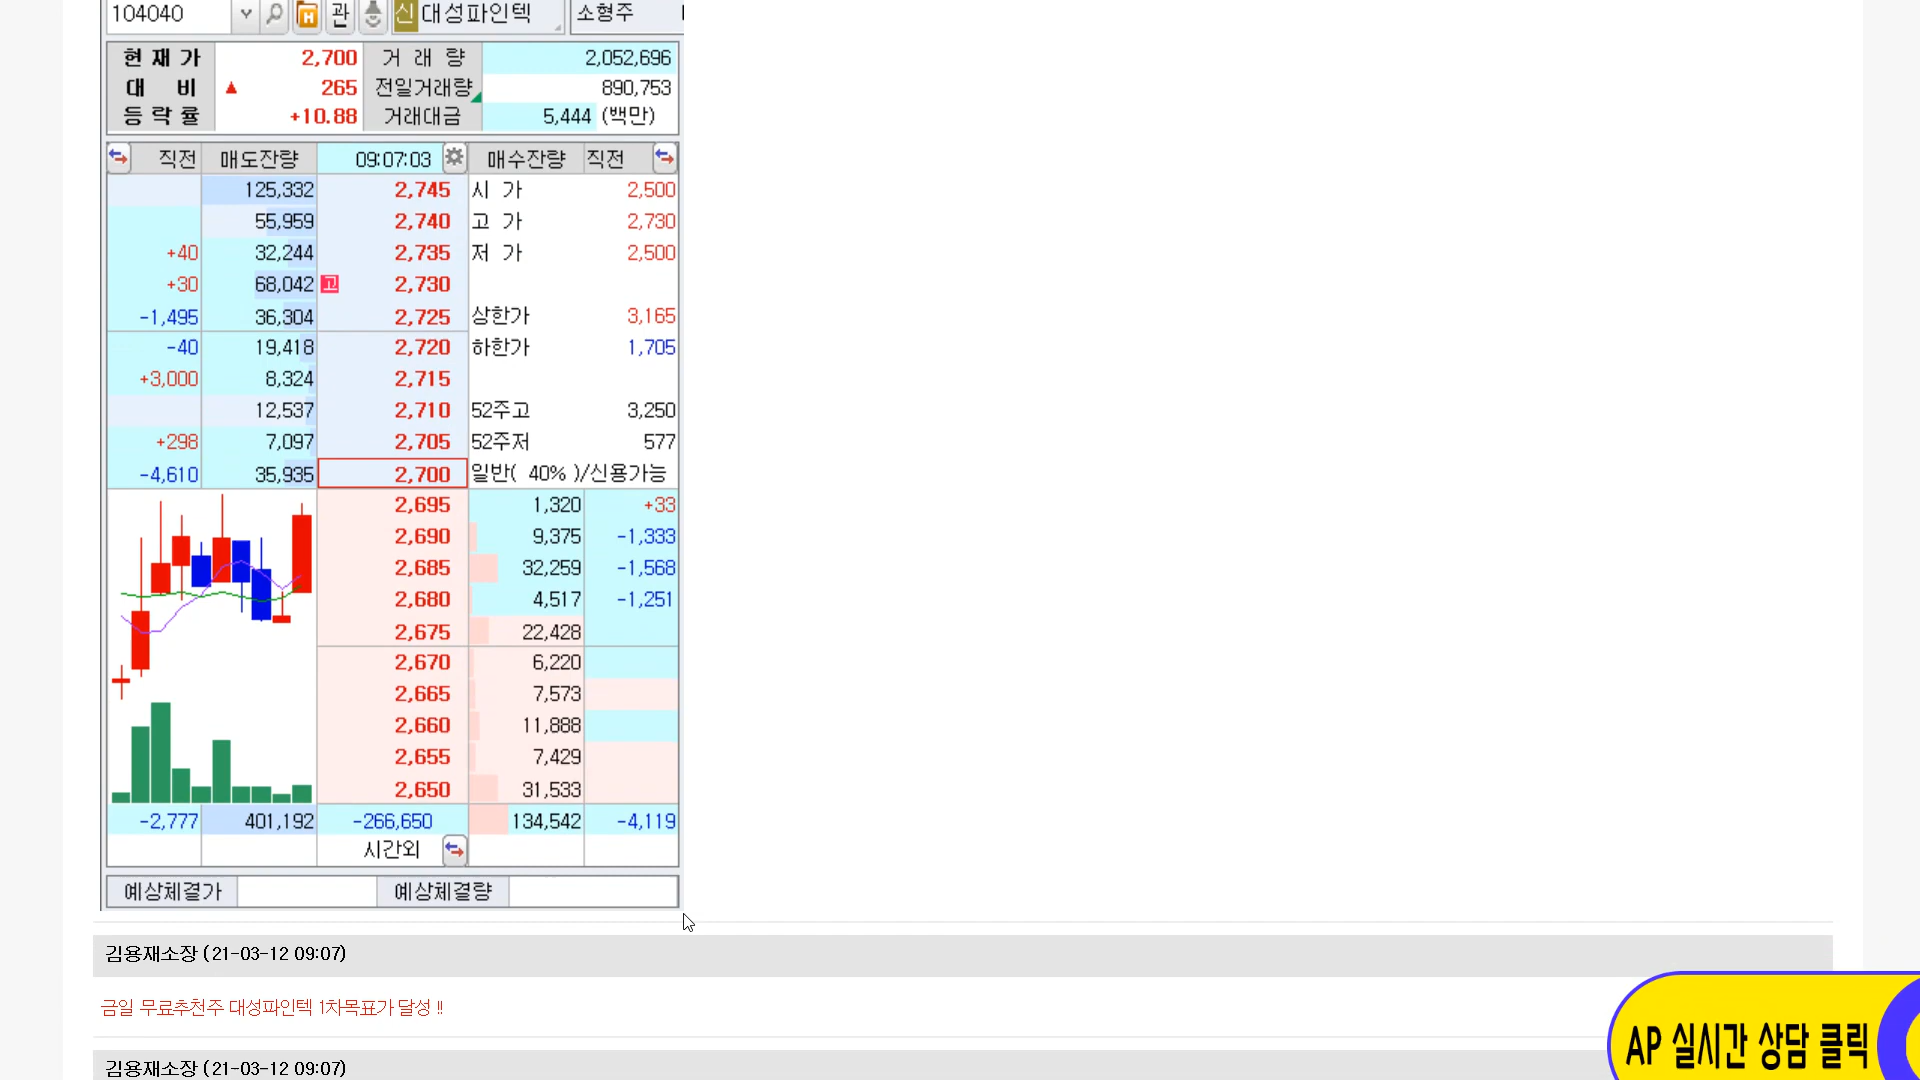 104040 관 신 대성파인텍 소형주
현재가 2,700 거래량 2,052,696
대비 ▲ 265 전일거래량 890,753
등락률 +10.88 거래대금 5,444 (백만)
직전 매도잔량 09:07:03 매수잔량 직전
125,332 2,745 시 가 2,500
55,959 2,740 고 가 2,730
+40 32,244 2,735 저 가 2,500
+30 68,042 고 2,730
-1,495 36,304 2,725 상한가 3,165
-40 19,418 2,720 하한가 1,705
+3,000 8,324 2,715
12,537 2,710 52주고 3,250
+298 7,097 2,705 52주저 577
-4,610 35,935 2,700 일반( 40% )/신용가능
2,695 1,320 +33
2,690 9,375 -1,333
2,685 32,259 -1,568
2,680 4,517 -1,251
2,675 22,428
2,670 6,220
2,665 7,573
2,660 11,888
2,655 7,429
2,650 31,533
-2,777 401,192 -266,650 134,542 -4,119
시간외
예상체결가 예상체결량
김용재소장 (21-03-12 09:07)
금일 무료추천주 대성파인텍 1차목표가 달성 !!
김용재소장 (21-03-12 09:07)
AP 실시간 상담 클릭